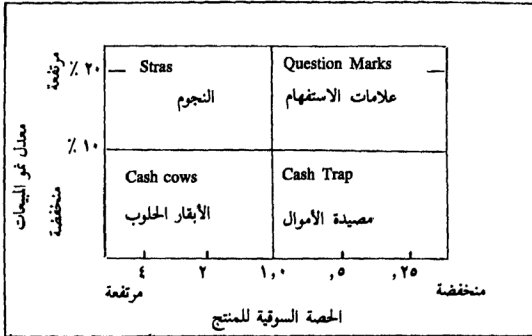 مرتفعة
٪ ٢٠
Stras
النجوم
Question Marks
علامات الاستفهام
معدل نمو المبيعات
٪ ١٠
منخفضة
Cash cows
الأبقار الحلوب
Cash Trap
مصيدة الأموال
٤ ٢ ١,٠ ,٥ ,٢٥
مرتفعة
منخفضة
الحصة السوقية للمنتج